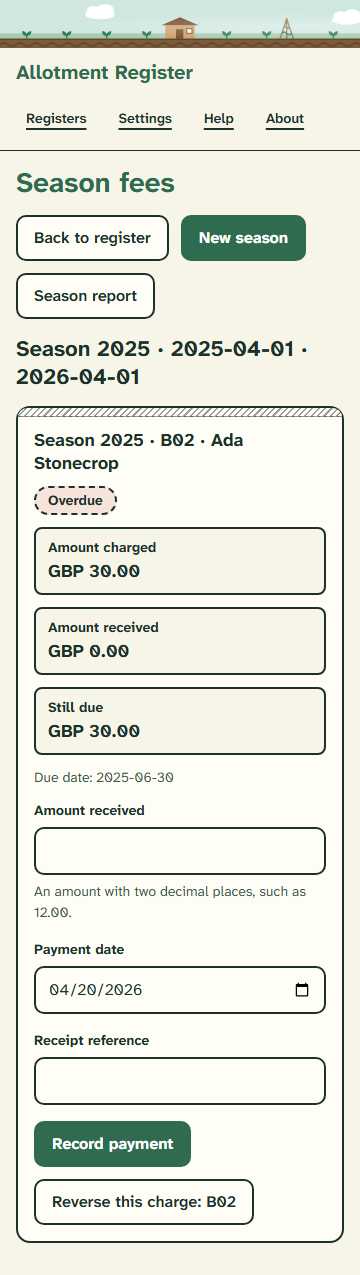 Allotment Register
Registers Settings Help About
Season fees
Back to register New season
Season report
Season 2025 · 2025-04-01 ·
2026-04-01
Season 2025 · B02 · Ada
Stonecrop
Overdue
Amount charged
GBP 30.00
Amount received
GBP 0.00
Still due
GBP 30.00
Due date: 2025-06-30
Amount received
An amount with two decimal places, such as
12.00.
Payment date
04/20/2026
Receipt reference
Record payment
Reverse this charge: B02